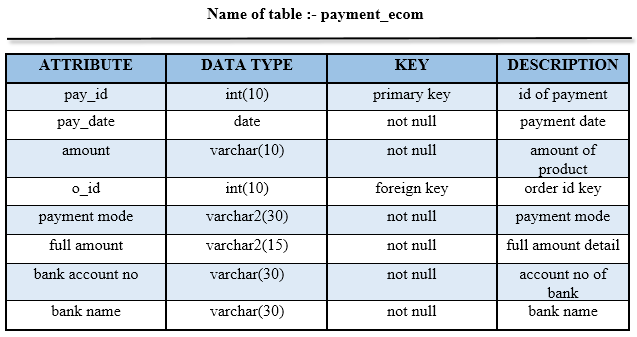 Name of table :- payment_ecom
ATTRIBUTE DATA TYPE KEY DESCRIPTION
pay_id int(10) primary key id of payment
pay_date date not null payment date
amount varchar(10) not null amount of
product
o_id int(10) foreign key order id key
payment mode varchar2(30) not null payment mode
full amount varchar2(15) not null full amount detail
bank account no varchar(30) not null account no of
bank
bank name varchar(30) not null bank name